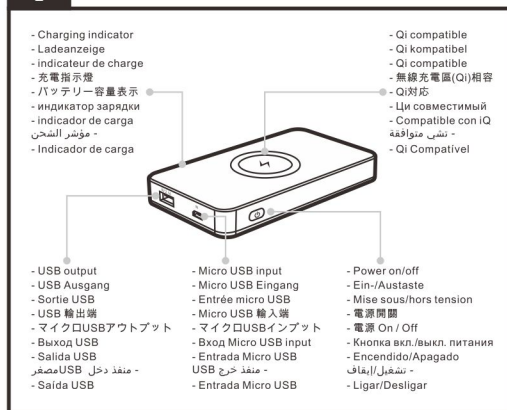 - Charging indicator
- Ladeanzeige
- indicateur de charge
- 充電指示燈
- バッテリー容量表示
- индикатор зарядки
- indicador de carga
- مؤشر الشحن
- Indicador de carga
- Qi compatible
- Qi kompatibel
- Qi compatible
- 無線充電區(Qi)相容
- Qi対応
- Ци совместимый
- Compatible con iQ
- تشي متوافقة
- Qi Compatível
- USB output
- USB Ausgang
- Sortie USB
- USB 輸出端
- マイクロUSBアウトプット
- Выход USB
- Salida USB
- منفذ دخل USBمصغر
- Saída USB
- Micro USB input
- Micro USB Eingang
- Entrée micro USB
- Micro USB 輸入端
- マイクロUSBインプット
- Вход Micro USB input
- Entrada Micro USB
- منفذ خرج USB
- Entrada Micro USB
- Power on/off
- Ein-/Austaste
- Mise sous/hors tension
- 電源開關
- 電源 On / Off
- Кнопка вкл./выкл. питания
- Encendido/Apagado
- تشغيل/إيقاف
- Ligar/Desligar